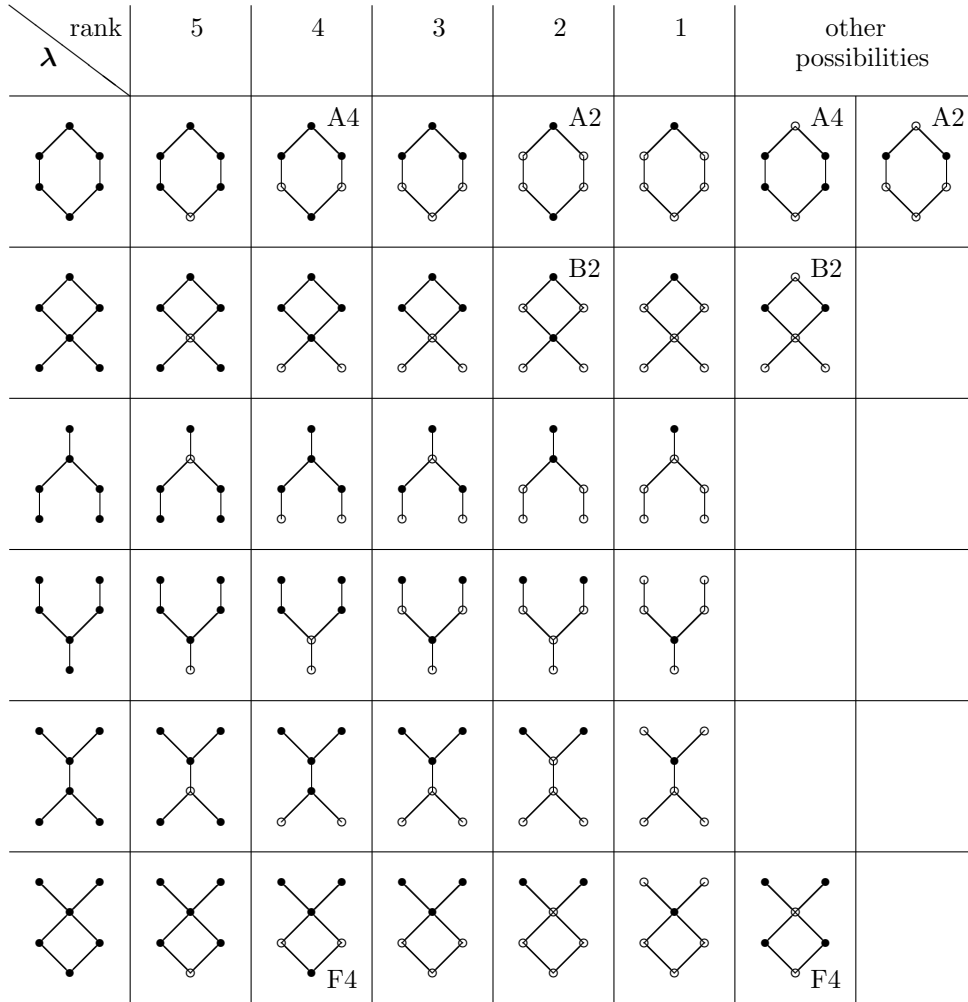 rank 5 4 3 2 1 other
λ possibilities
A4 A2 A4 A2
B2 B2
F4 F4